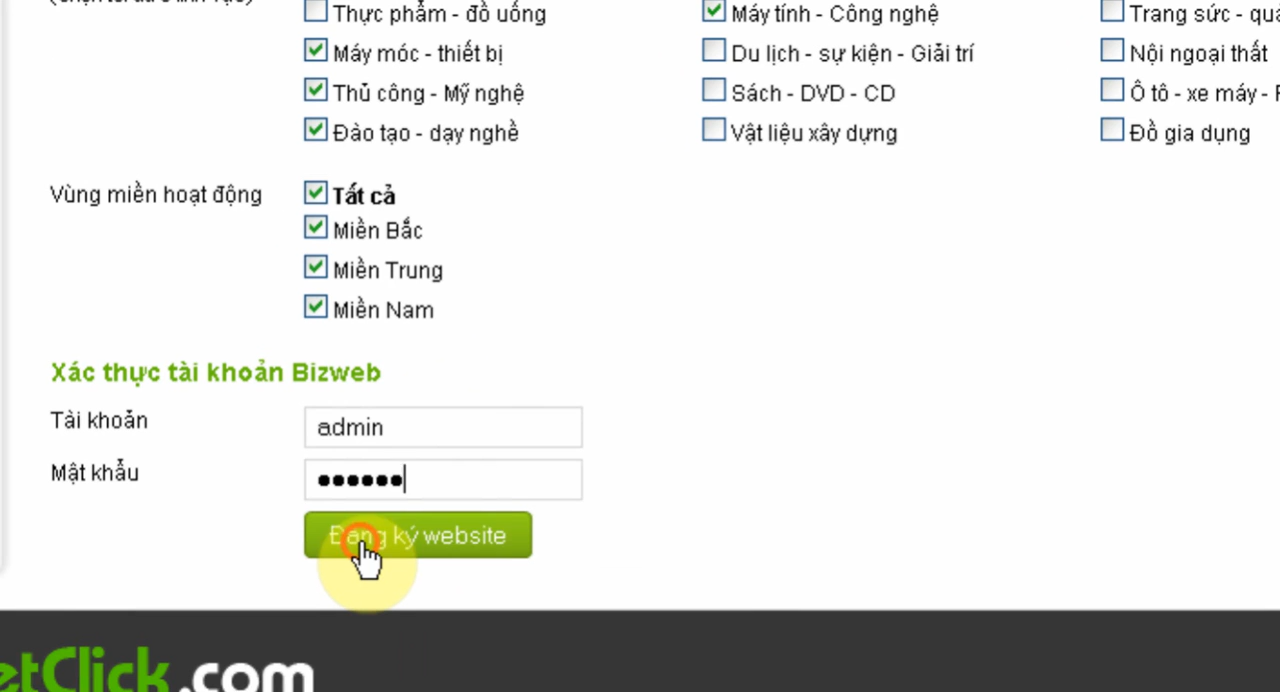 Thực phẩm - đồ uống
Máy tính - Công nghệ
Trang sức -
Máy móc - thiết bị
Du lịch - sự kiện - Giải trí
Nội ngoại thất
Thủ công - Mỹ nghệ
Sách - DVD - CD
Ô tô - xe máy -
Đào tạo - dạy nghề
Vật liệu xây dựng
Đồ gia dụng
Vùng miền hoạt động
Tất cả
Miền Bắc
Miền Trung
Miền Nam
Xác thực tài khoản Bizweb
Tài khoản
admin
Mật khẩu
Đăng ký website
etClick.com